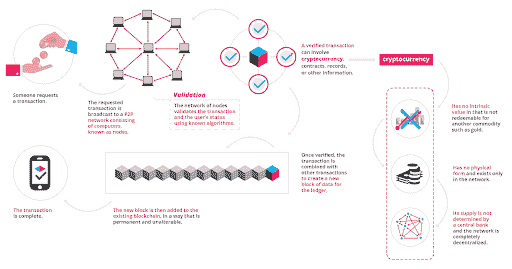 Someone requests
a transaction.
The requested
transaction is
broadcast to a P2P
network consisting
of computers,
known as nodes.
Validation
The network of nodes
validates the transaction
and the user's status
using known algorithms.
A verified transaction
can involve
cryptocurrency,
contracts, records,
or other information.
cryptocurrency
Has no intrinsic
value in that is not
redeemable for
another commodity
such as gold.
Has no physical
form and exists only
in the network.
Its supply is not
determined by
a central bank
and the network is
completely
decentralized.
Once verified, the
transaction is
combined with
other transactions
to create a new
block of data for
the ledger.
The new block is then added to the
existing blockchain, in a way that is
permanent and unalterable.
The transaction
is complete.